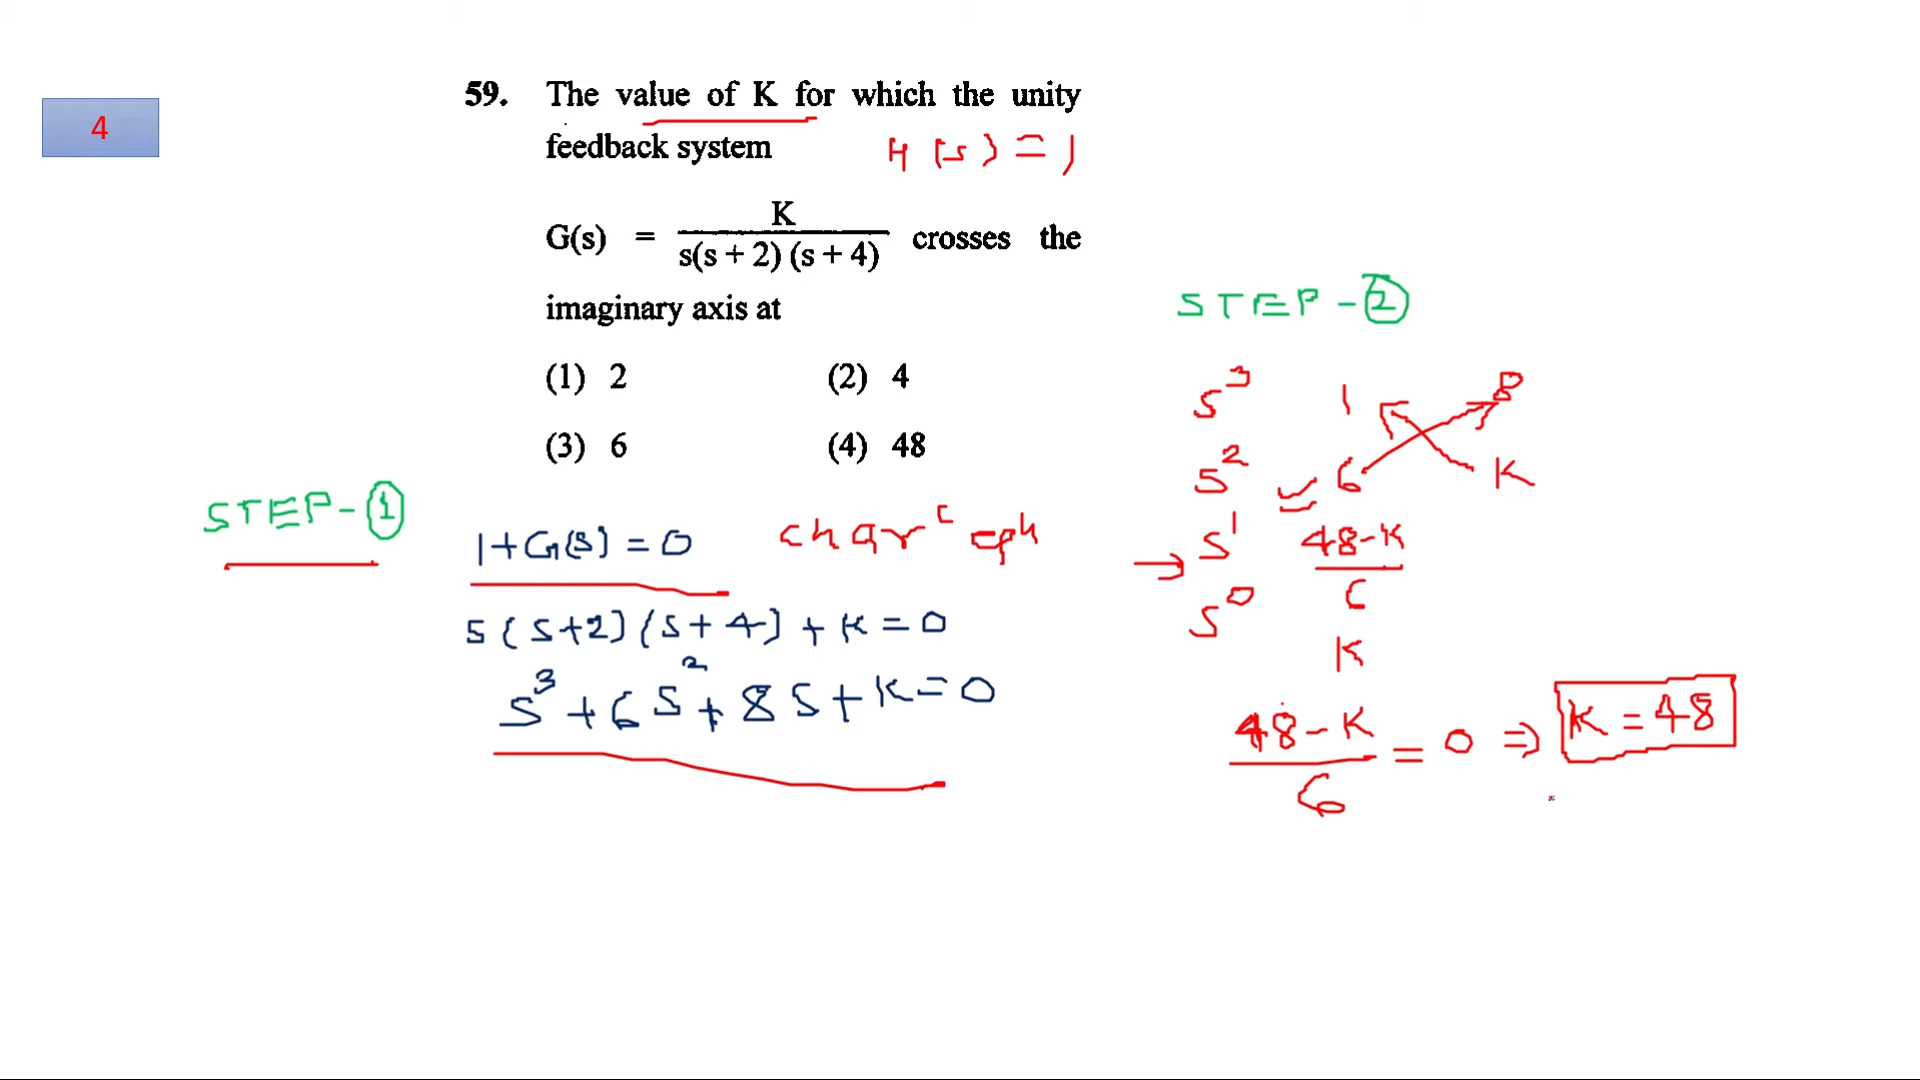 4
59. The value of K for which the unity
feedback system
H(s) = 1
G(s) = K / s(s + 2) (s + 4) crosses the
imaginary axis at
(1) 2 (2) 4
(3) 6 (4) 48
STEP-1
1+G(s) = 0
charc eqn
s(s+2)(s+4)+K=0
s³+6s²+8s+K=0
STEP-2
s³ 1 8
s² 6 K
s¹ 48-K / 6
s⁰ K
48-K / 6 = 0 ⇒ K = 48